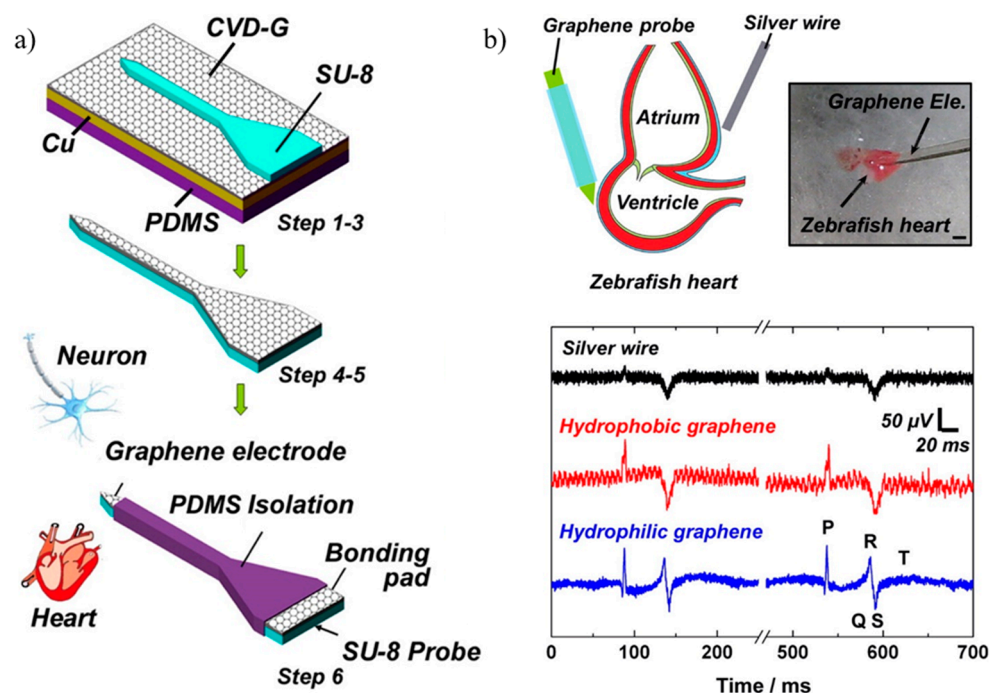 a)
CVD-G
SU-8
Cu
PDMS
Step 1-3
Neuron
Step 4-5
Graphene electrode
PDMS Isolation
Bonding
pad
Heart
SU-8 Probe
Step 6
b)
Graphene probe
Silver wire
Atrium
Ventricle
Zebrafish heart
Graphene Ele.
Zebrafish heart
Silver wire
50 µV
20 ms
Hydrophobic graphene
Hydrophilic graphene
P
R
T
Q S
0 100 200 500 600 700
Time / ms